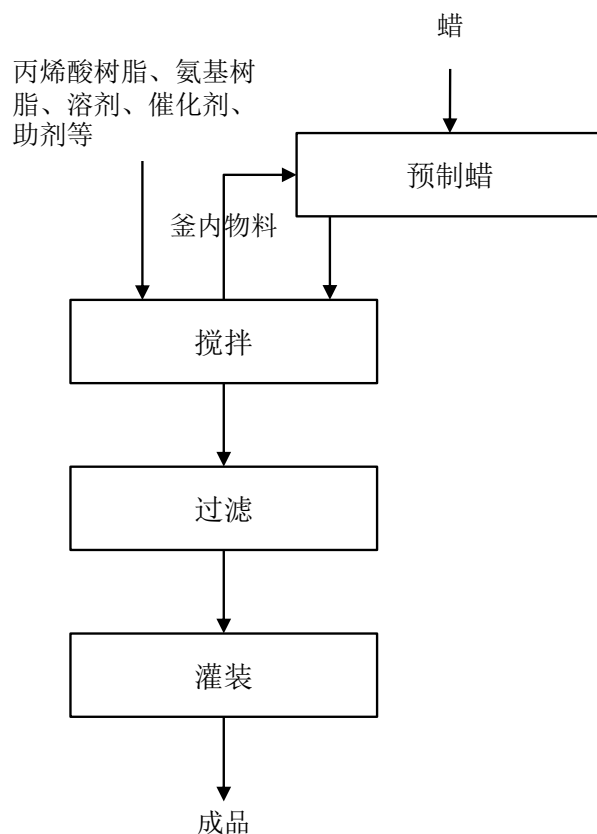 蜡
丙烯酸树脂、氨基树
脂、溶剂、催化剂、
助剂等
预制蜡
釜内物料
搅拌
过滤
灌装
成品